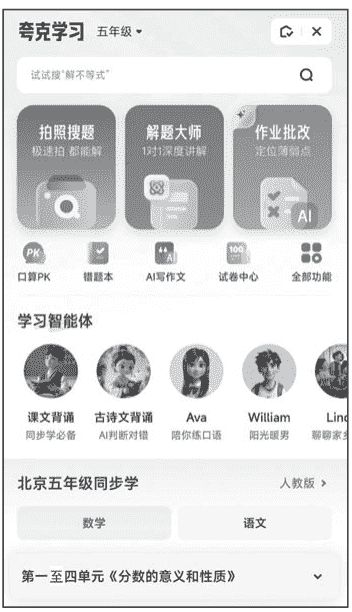 夸克学习 五年级
试试搜“解不等式”
拍照搜题 解题大师 作业批改
极速拍 都能解 1对1深度讲解 定位薄弱点
AI
PK 100
口算PK 错题本 AI写作文 试卷中心 全部功能
学习智能体
课文背诵 古诗文背诵 Ava William Linc
同步学必备 AI判断对错 陪你练口语 阳光暖男 聊聊家乡
北京五年级同步学 人教版
数学 语文
第一至四单元《分数的意义和性质》